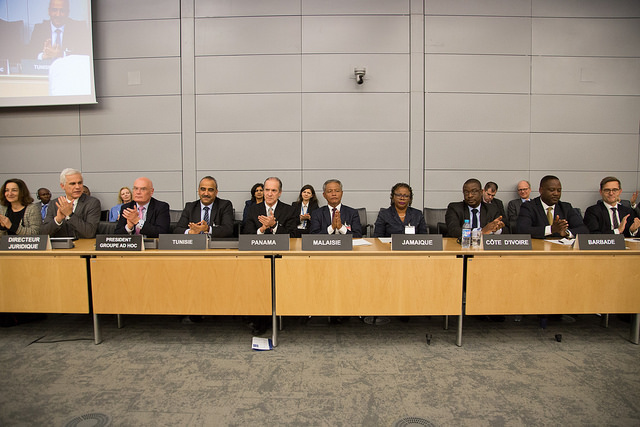 DIRECTEUR
JURIDIQUE
PRESIDENT
GROUPE AD HOC
TUNISIE
PANAMA
MALAISIE
JAMAIQUE
CÔTE D'IVOIRE
BARBADE